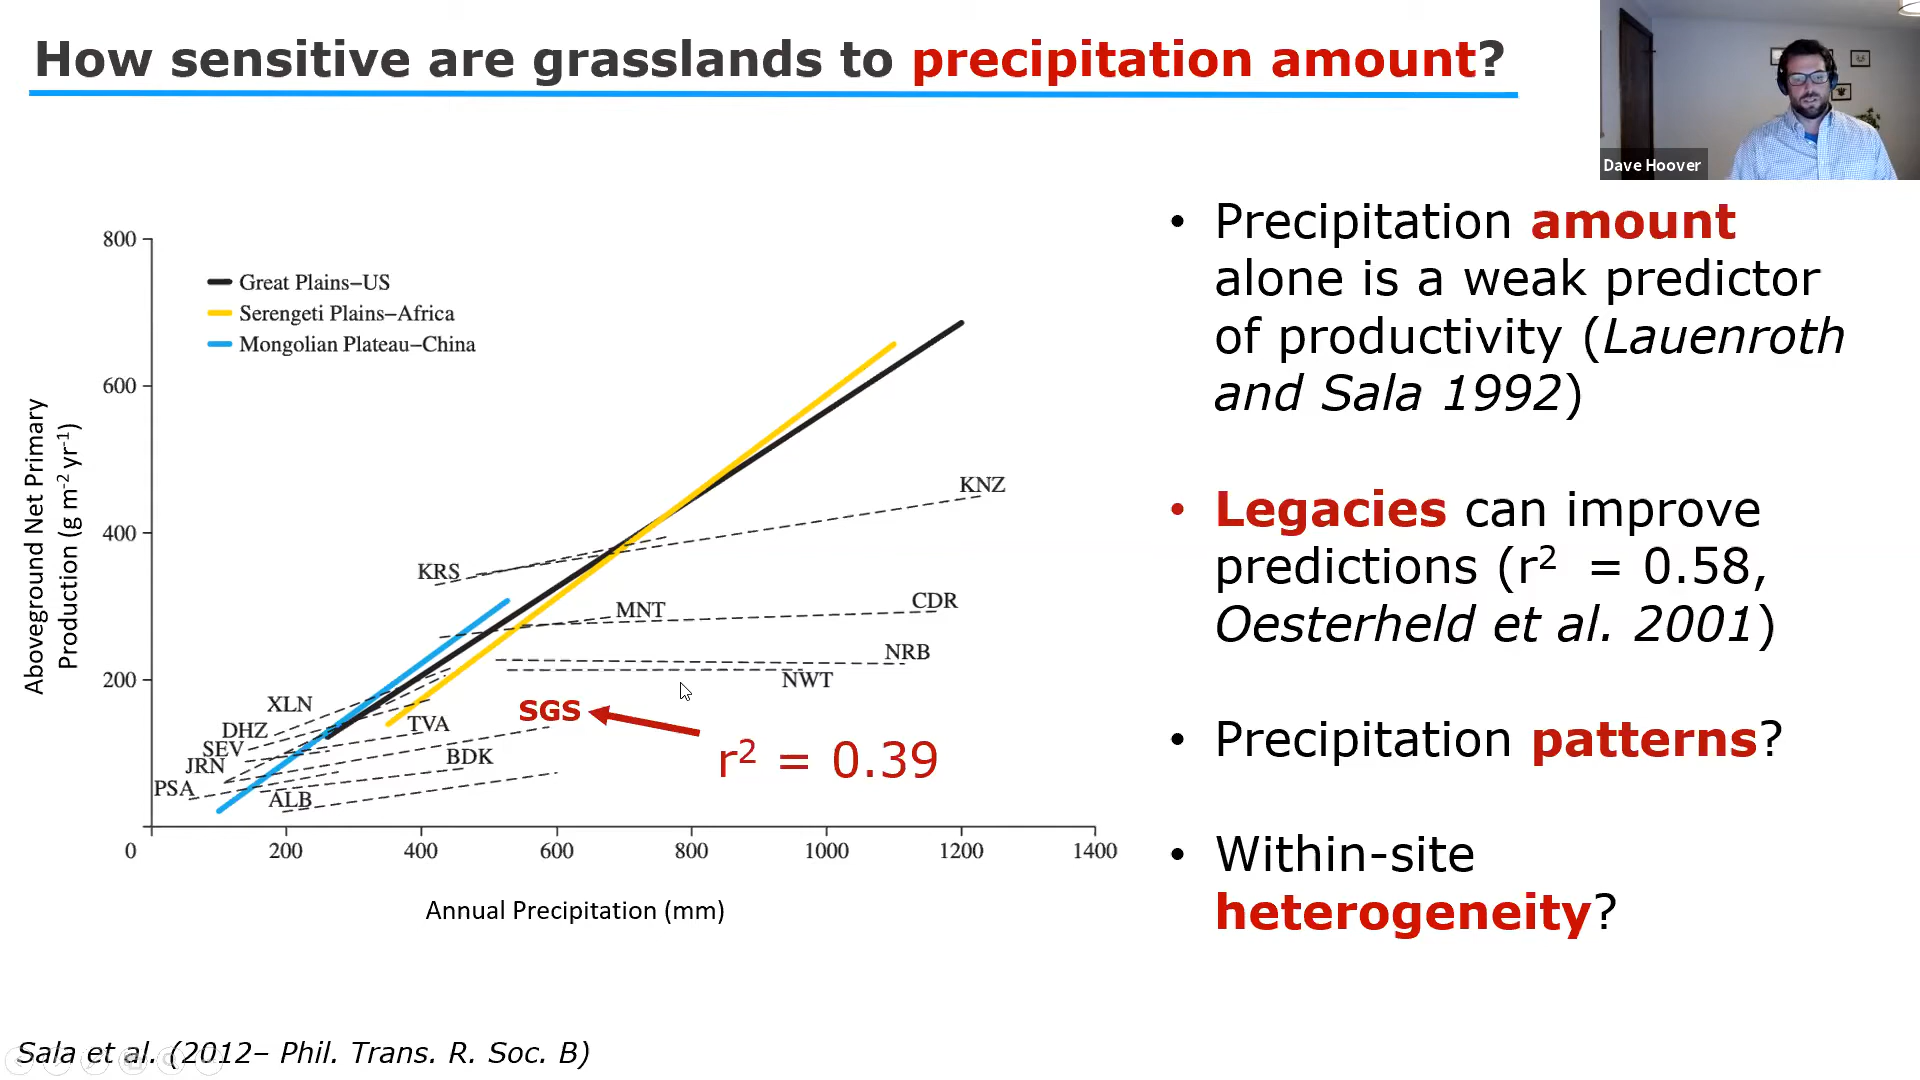 How sensitive are grasslands to precipitation amount?
Dave Hoover
Aboveground Net Primary
Production (g m⁻² yr⁻¹)
800
600
400
200
Great Plains–US
Serengeti Plains–Africa
Mongolian Plateau–China
KNZ
KRS
MNT
CDR
NRB
NWT
XLN
DHZ
SEV
JRN
PSA
TVA
BDK
ALB
SGS
r² = 0.39
0 200 400 600 800 1000 1200 1400
Annual Precipitation (mm)
• Precipitation amount
alone is a weak predictor
of productivity (Lauenroth
and Sala 1992)
• Legacies can improve
predictions (r² = 0.58,
Oesterheld et al. 2001)
• Precipitation patterns?
• Within-site
heterogeneity?
Sala et al. (2012– Phil. Trans. R. Soc. B)